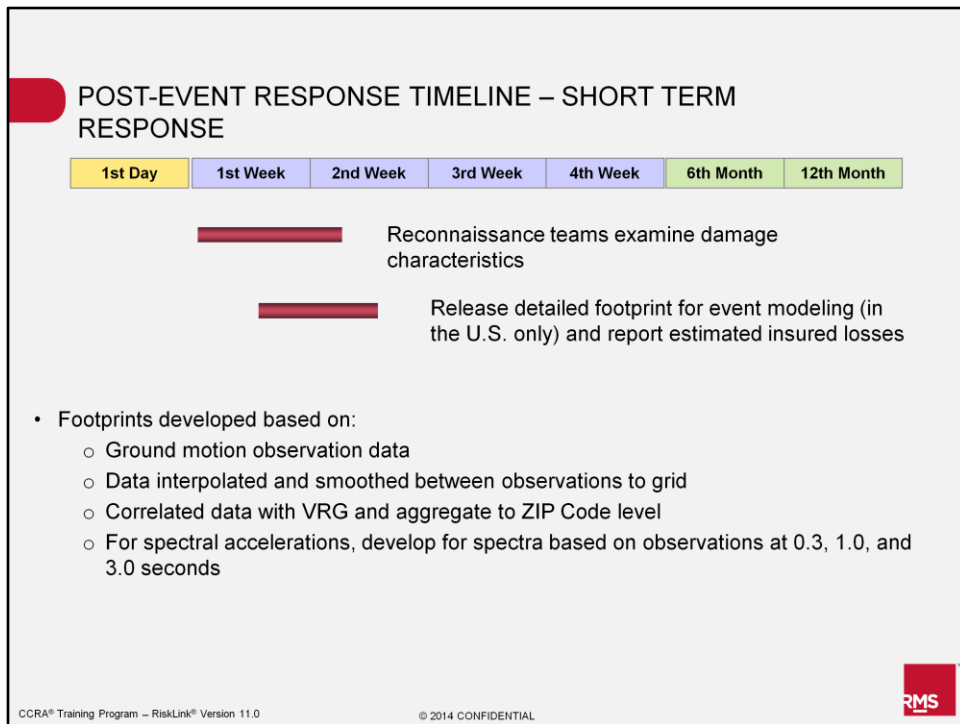 POST-EVENT RESPONSE TIMELINE – SHORT TERM
RESPONSE
1st Day 1st Week 2nd Week 3rd Week 4th Week 6th Month 12th Month
Reconnaissance teams examine damage
characteristics
Release detailed footprint for event modeling (in
the U.S. only) and report estimated insured losses
• Footprints developed based on:
o Ground motion observation data
o Data interpolated and smoothed between observations to grid
o Correlated data with VRG and aggregate to ZIP Code level
o For spectral accelerations, develop for spectra based on observations at 0.3, 1.0, and
3.0 seconds
RMS
CCRA® Training Program – RiskLink® Version 11.0 © 2014 CONFIDENTIAL